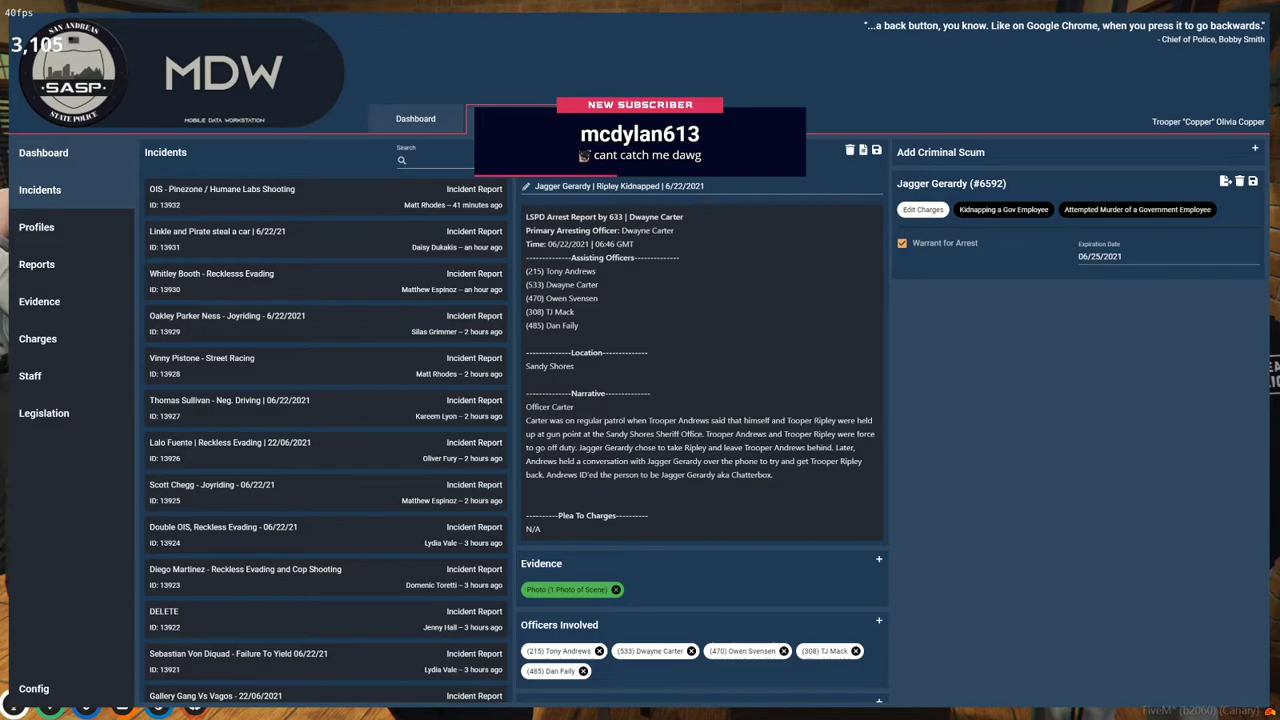 40fps
3,105
SAN ANDREAS
SASP
STATE POLICE
MDW
MOBILE DATA WORKSTATION
"...a back button, you know. Like on Google Chrome, when you press it to go backwards."
- Chief of Police, Bobby Smith
Dashboard
Trooper "Copper" Olivia Copper
NEW SUBSCRIBER
mcdylan613
cant catch me dawg
Dashboard
Incidents
Profiles
Reports
Evidence
Charges
Staff
Legislation
Config
Incidents
Search
OIS - Pinezone / Humane Labs Shooting Incident Report
ID: 13932 Matt Rhodes - 41 minutes ago
Linkle and Pirate steal a car | 6/22/21 Incident Report
ID: 13931 Daisy Dukakis – an hour ago
Whitley Booth - Recklesss Evading Incident Report
ID: 13930 Matthew Espinoz – an hour ago
Oakley Parker Ness - Joyriding - 6/22/2021 Incident Report
ID: 13929 Silas Grimmer – 2 hours ago
Vinny Pistone - Street Racing Incident Report
ID: 13928 Matt Rhodes – 2 hours ago
Thomas Sullivan - Neg. Driving | 06/22/2021 Incident Report
ID: 13927 Kareem Lyon – 2 hours ago
Lalo Fuente | Reckless Evading | 22/06/2021 Incident Report
ID: 13926 Oliver Fury – 2 hours ago
Scott Chegg - Joyriding - 06/22/21 Incident Report
ID: 13925 Matthew Espinoz – 2 hours ago
Double OIS, Reckless Evading - 06/22/21 Incident Report
ID: 13924 Lydia Vale – 3 hours ago
Diego Martinez - Reckless Evading and Cop Shooting Incident Report
ID: 13923 Domenic Toretti – 3 hours ago
DELETE Incident Report
ID: 13922 Jenny Hall – 3 hours ago
Sebastian Von Diquad - Failure To Yield 06/22/21 Incident Report
ID: 13921 Lydia Vale – 3 hours ago
Gallery Gang Vs Vagos - 22/06/2021 Incident Report
Jagger Gerardy | Ripley Kidnapped | 6/22/2021
LSPD Arrest Report by 633 | Dwayne Carter
Primary Arresting Officer: Dwayne Carter
Time: 06/22/2021 | 06:46 GMT
-------------Assisting Officers-------------
(215) Tony Andrews
(533) Dwayne Carter
(470) Owen Svensen
(308) TJ Mack
(485) Dan Faily
-------------Location-------------
Sandy Shores
-------------Narrative-------------
Officer Carter
Carter was on regular patrol when Trooper Andrews said that himself and Tooper Ripley were held
up at gun point at the Sandy Shores Sheriff Office. Trooper Andrews and Trooper Ripley were force
to go off duty. Jagger Gerardy chose to take Ripley and leave Trooper Andrews behind. Later,
Andrews held a conversation with Jagger Gerardy over the phone to try and get Trooper Ripley
back. Andrews ID'ed the person to be Jagger Gerardy aka Chatterbox.
----------Plea To Charges----------
N/A
Evidence
Photo (1 Photo of Scene)
Officers Involved
(215) Tony Andrews (533) Dwayne Carter (470) Owen Svensen (308) TJ Mack
(485) Dan Faily
Add Criminal Scum
Jagger Gerardy (#6592)
Edit Charges Kidnapping a Gov Employee Attempted Murder of a Government Employee
Warrant for Arrest
Expiration Date
06/25/2021
FiveM* (b2060) (Canary)